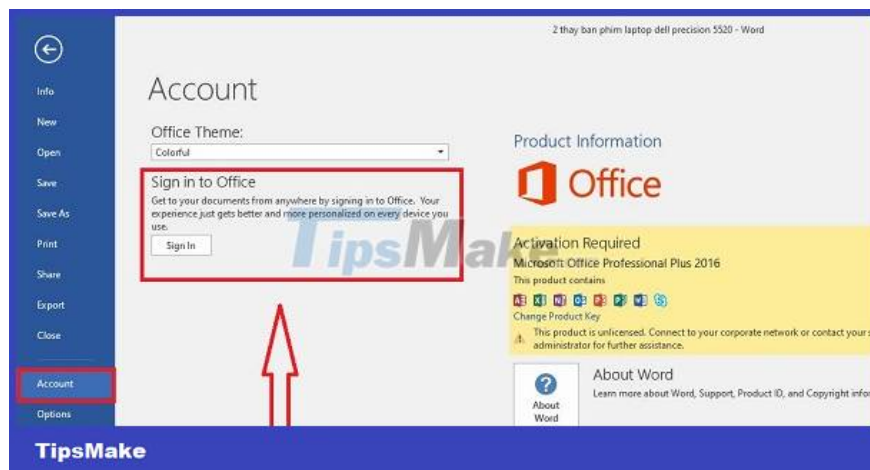 2 thay ban phim laptop dell precision 5520 - Word
Info
New
Open
Save
Save As
Print
Share
Export
Close
Account
Options
Account
Office Theme:
Colorful
Sign in to Office
Get to your documents from anywhere by signing in to Office. Your
experience just gets better and more personalized on every device you
use.
Sign In
Product Information
Office
Activation Required
Microsoft Office Professional Plus 2016
This product contains
Change Product Key
This product is unlicensed. Connect to your corporate network or contact your
administrator for further assistance.
About
Word
About Word
Learn more about Word, Support, Product ID, and Copyright
TipsMake
TipsMake